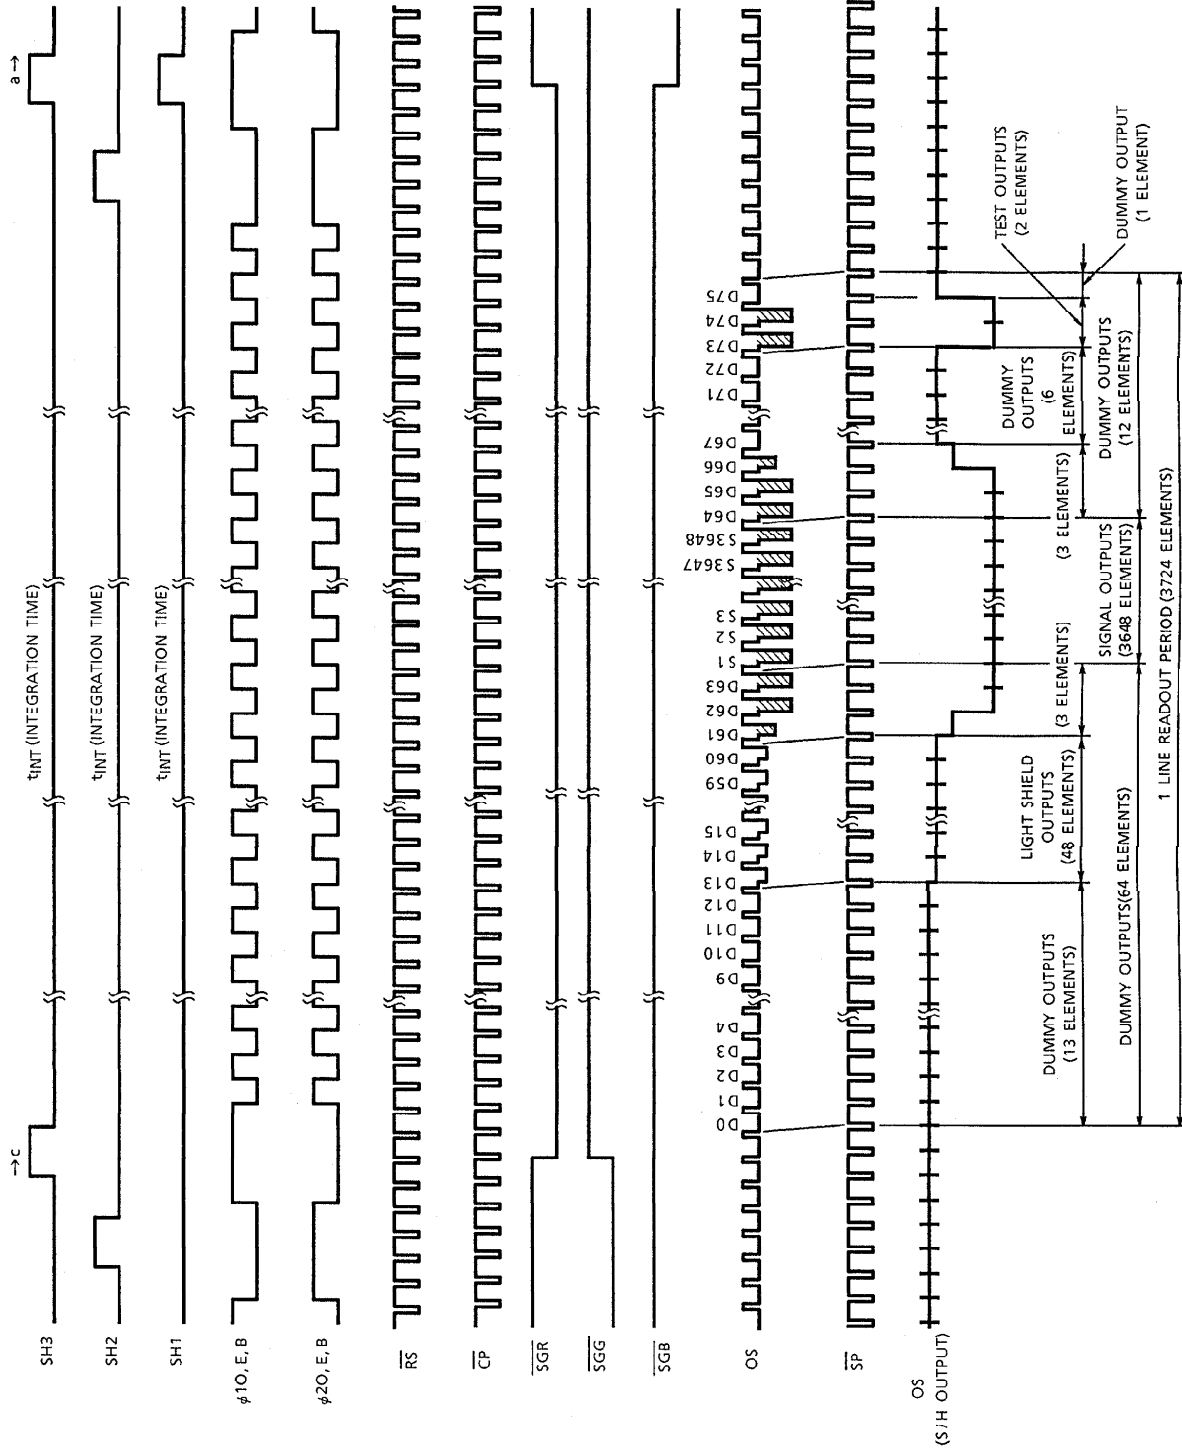 SH3
→c
tINT (INTEGRATION TIME)
a→
SH2
tINT (INTEGRATION TIME)
SH1
tINT (INTEGRATION TIME)
φ1O, E, B
φ2O, E, B
RS
CP
SGR
SGG
SGB
OS
D0
D1
D2
D3
D4
D9
D10
D11
D12
D13
D14
D15
D59
D60
D61
D62
D63
S1
S2
S3
S3647
S3648
D64
D65
D66
D67
D71
D72
D73
D74
D75
SP
OS
(S/H OUTPUT)
DUMMY OUTPUTS
(13 ELEMENTS)
LIGHT SHIELD
OUTPUTS
(48 ELEMENTS)
(3 ELEMENTS)
(3 ELEMENTS)
DUMMY
OUTPUTS
(6
ELEMENTS)
TEST OUTPUTS
(2 ELEMENTS)
DUMMY OUTPUT
(1 ELEMENT)
DUMMY OUTPUTS(64 ELEMENTS)
SIGNAL OUTPUTS
(3648 ELEMENTS)
DUMMY OUTPUTS
(12 ELEMENTS)
1 LINE READOUT PERIOD (3724 ELEMENTS)